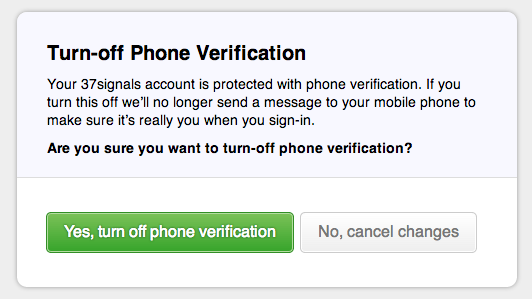 Turn-off Phone Verification
Your 37signals account is protected with phone verification. If you
turn this off we’ll no longer send a message to your mobile phone to
make sure it’s really you when you sign-in.
Are you sure you want to turn-off phone verification?
Yes, turn off phone verification
No, cancel changes